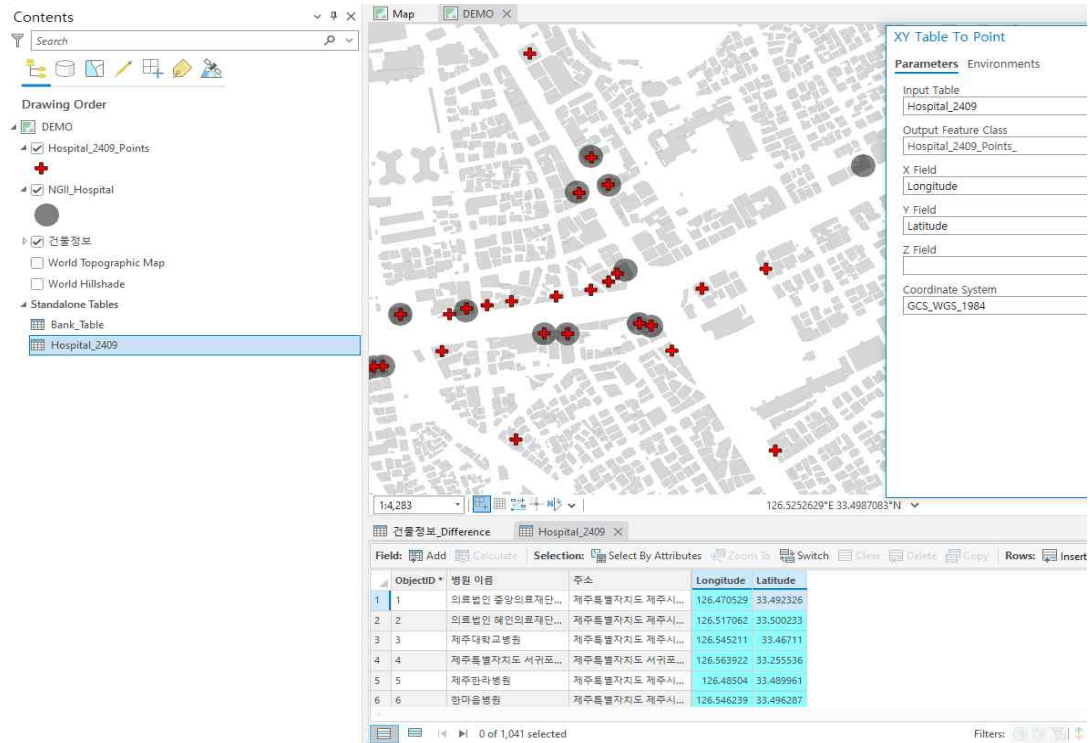 Contents
Map
DEMO
Search
Drawing Order
DEMO
Hospital_2409_Points
NGII_Hospital
건물정보
World Topographic Map
World Hillshade
Standalone Tables
Bank_Table
Hospital_2409
XY Table To Point
Parameters Environments
Input Table
Hospital_2409
Output Feature Class
Hospital_2409_Points_
X Field
Longitude
Y Field
Latitude
Z Field
Coordinate System
GCS_WGS_1984
1:4,283
126.5252629°E 33.4987083°N
건물정보_Difference
Hospital_2409
Field: Add Calculate Selection: Select By Attributes Zoom To Switch Clear Delete Copy Rows: Insert
ObjectID * 병원 이름 주소 Longitude Latitude
1 1 의료법인 중앙의료재단... 제주특별자치도 제주시... 126.470529 33.492326
2 2 의료법인 혜인의료재단... 제주특별자치도 제주시... 126.517062 33.500233
3 3 제주대학교병원 제주특별자치도 제주시... 126.545211 33.46711
4 4 제주특별자치도 서귀포... 제주특별자치도 서귀포... 126.563922 33.255536
5 5 제주한라병원 제주특별자치도 제주시... 126.48504 33.489961
6 6 한마음병원 제주특별자치도 제주시... 126.546239 33.496287
0 of 1,041 selected
Filters: